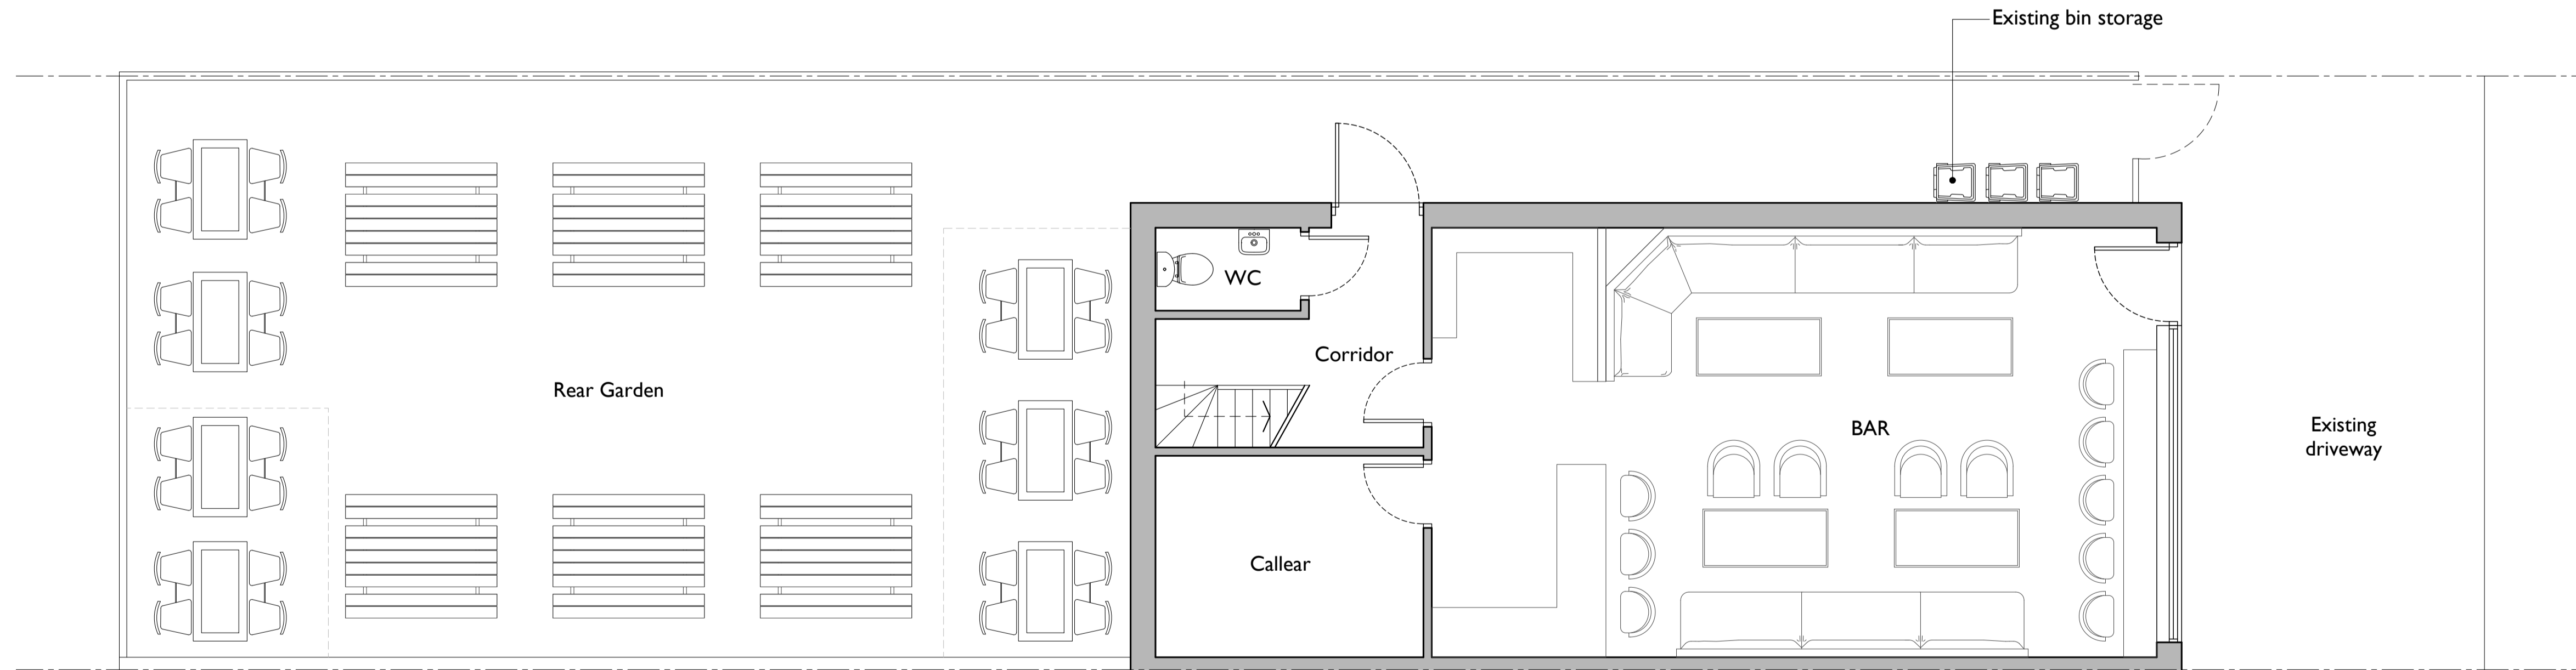 Existing bin storage
WC
Corridor
Rear Garden
BAR
Existing
driveway
Callear